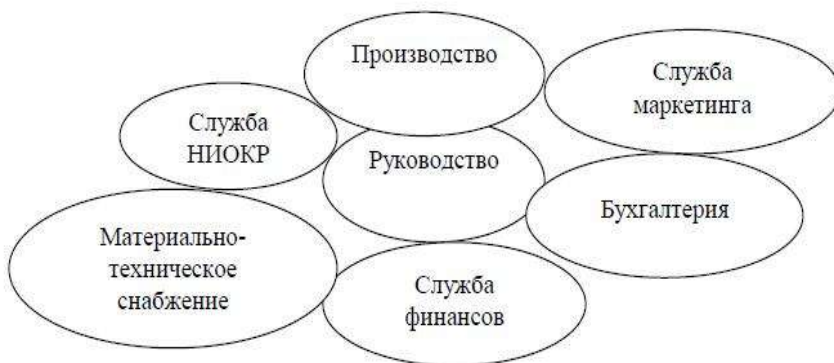 Производство
Служба
маркетинга
Служба
НИОКР
Руководство
Бухгалтерия
Материально-
техническое
снабжение
Служба
финансов